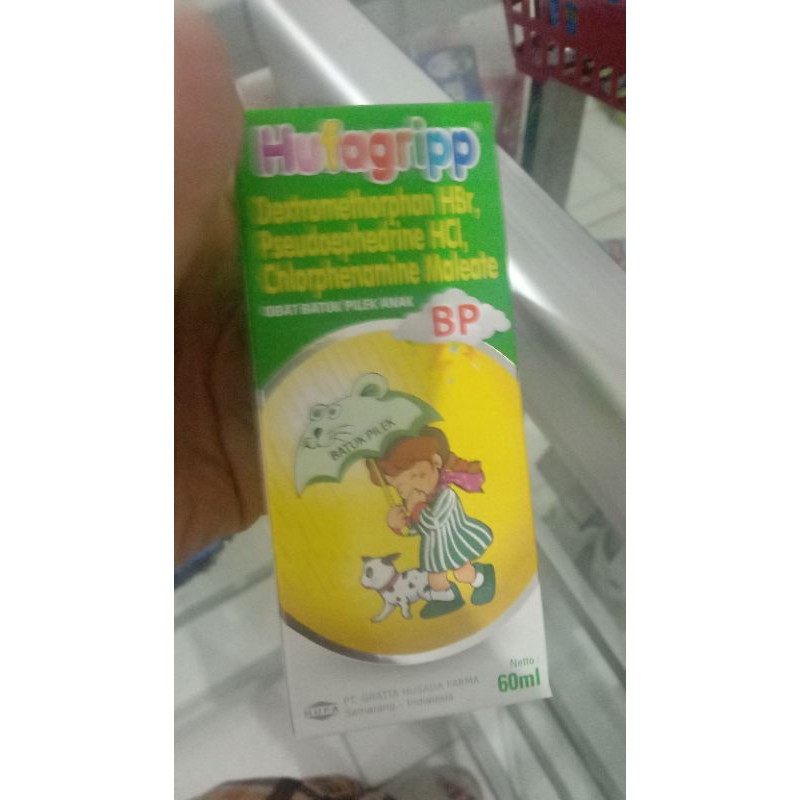 Hufagripp
Dextromethorphan HBr,
Pseudoephedrine HCl,
Chlorphenamine Maleate
OBAT BATUK PILEK ANAK
BP
BATUK PILEK
Netto :
60ml
PT. GRATIA HUSADA FARMA
Semarang - Indonesia